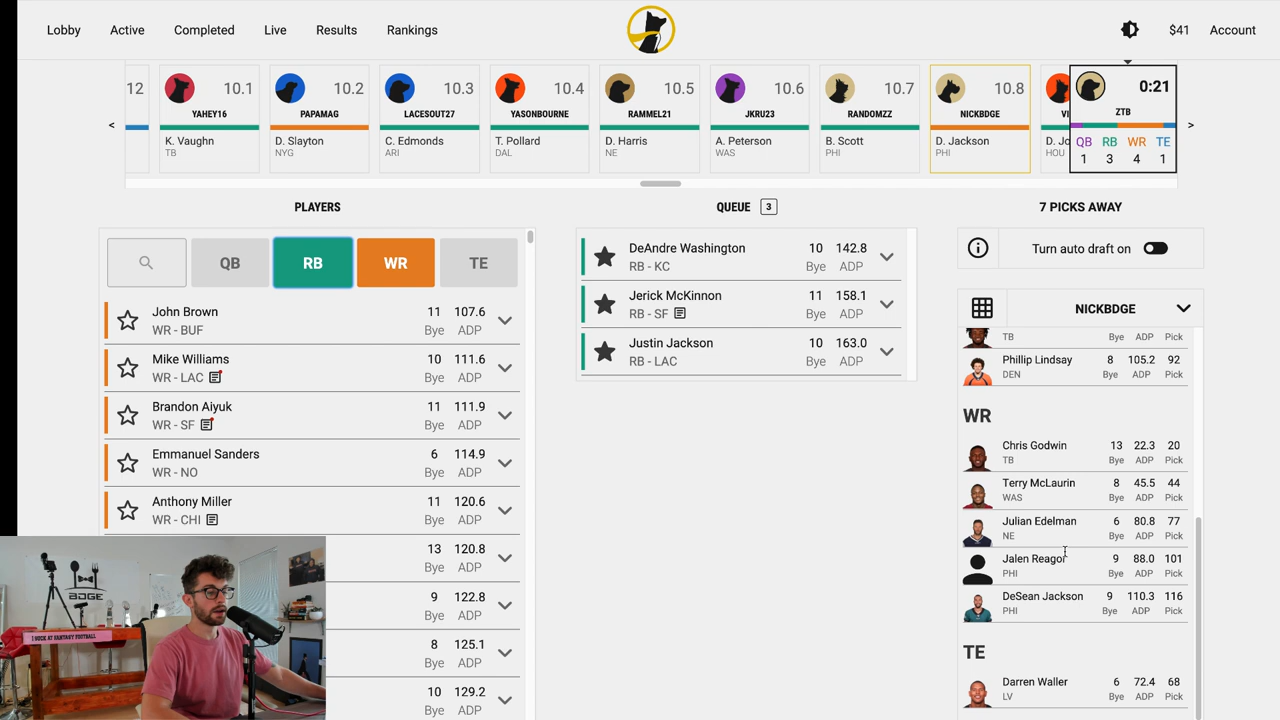 Lobby
Active
Completed
Live
Results
Rankings
$41
Account
12
10.1
YAHEY16
K. Vaughn
TB
10.2
PAPAMAG
D. Slayton
NYG
10.3
LACESOUT27
C. Edmonds
ARI
10.4
YASONBOURNE
T. Pollard
DAL
10.5
RAMMEL21
D. Harris
NE
10.6
JKRU23
A. Peterson
WAS
10.7
RANDOMZZ
B. Scott
PHI
10.8
NICKBDGE
D. Jackson
PHI
VI
D. Jo
HOU
0:21
ZTB
QB RB WR TE
1 3 4 1
<
>
PLAYERS
QB
RB
WR
TE
John Brown 11 107.6
WR - BUF Bye ADP
Mike Williams 10 111.6
WR - LAC Bye ADP
Brandon Aiyuk 11 111.9
WR - SF Bye ADP
Emmanuel Sanders 6 114.9
WR - NO Bye ADP
Anthony Miller 11 120.6
WR - CHI Bye ADP
13 120.8
Bye ADP
9 122.8
Bye ADP
8 125.1
Bye ADP
10 129.2
Bye ADP
QUEUE 3
DeAndre Washington 10 142.8
RB - KC Bye ADP
Jerick McKinnon 11 158.1
RB - SF Bye ADP
Justin Jackson 10 163.0
RB - LAC Bye ADP
7 PICKS AWAY
Turn auto draft on
NICKBDGE
TB Bye ADP Pick
Phillip Lindsay 8 105.2 92
DEN Bye ADP Pick
WR
Chris Godwin 13 22.3 20
TB Bye ADP Pick
Terry McLaurin 8 45.5 44
WAS Bye ADP Pick
Julian Edelman 6 80.8 77
NE Bye ADP Pick
Jalen Reagor 9 88.0 101
PHI Bye ADP Pick
DeSean Jackson 9 110.3 116
PHI Bye ADP Pick
TE
Darren Waller 6 72.4 68
LV Bye ADP Pick
BDGE
I SUCK AT FANTASY FOOTBALL